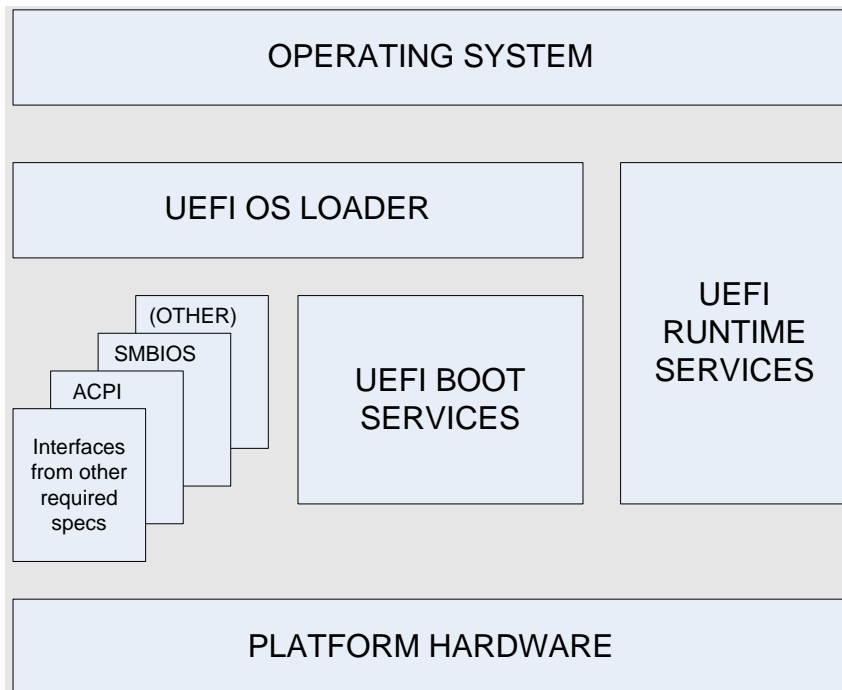 OPERATING SYSTEM
UEFI OS LOADER
UEFI
RUNTIME
SERVICES
(OTHER)
SMBIOS
ACPI
Interfaces
from other
required
specs
UEFI BOOT
SERVICES
PLATFORM HARDWARE